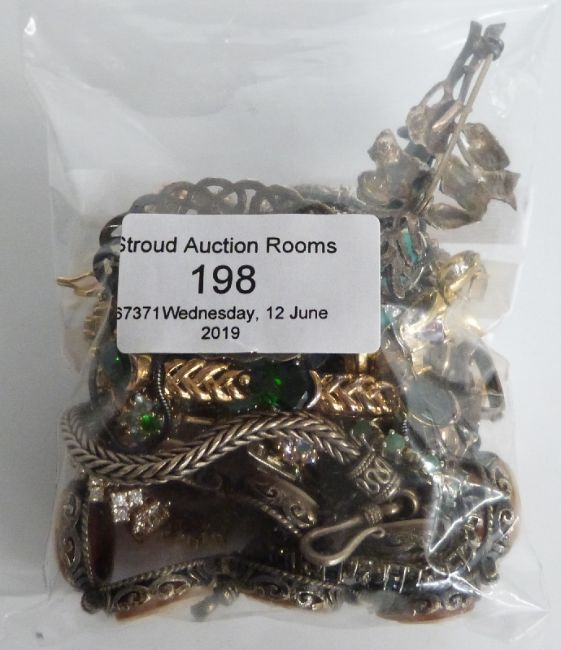 Stroud Auction Rooms
198
67371Wednesday, 12 June
2019